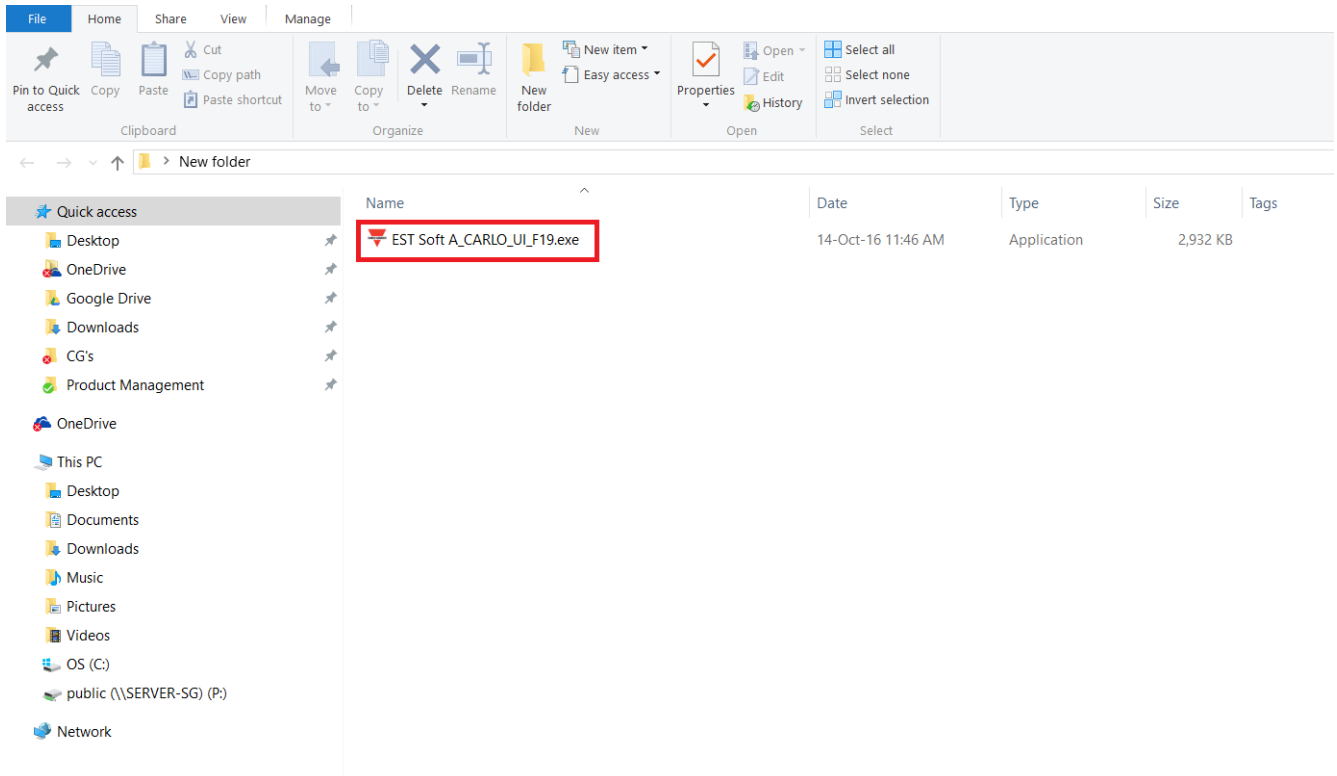 File Home Share View Manage
Cut
Copy path
Paste shortcut
Pin to Quick access
Copy
Paste
Clipboard
Move to
Copy to
Delete
Rename
Organize
New folder
New item
Easy access
New
Properties
Open
Edit
History
Open
Select all
Select none
Invert selection
Select
New folder
Quick access
Desktop
OneDrive
Google Drive
Downloads
CG's
Product Management
OneDrive
This PC
Desktop
Documents
Downloads
Music
Pictures
Videos
OS (C:)
public (\\SERVER-SG) (P:)
Network
Name Date Type Size Tags
EST Soft A_CARLO_UI_F19.exe 14-Oct-16 11:46 AM Application 2,932 KB